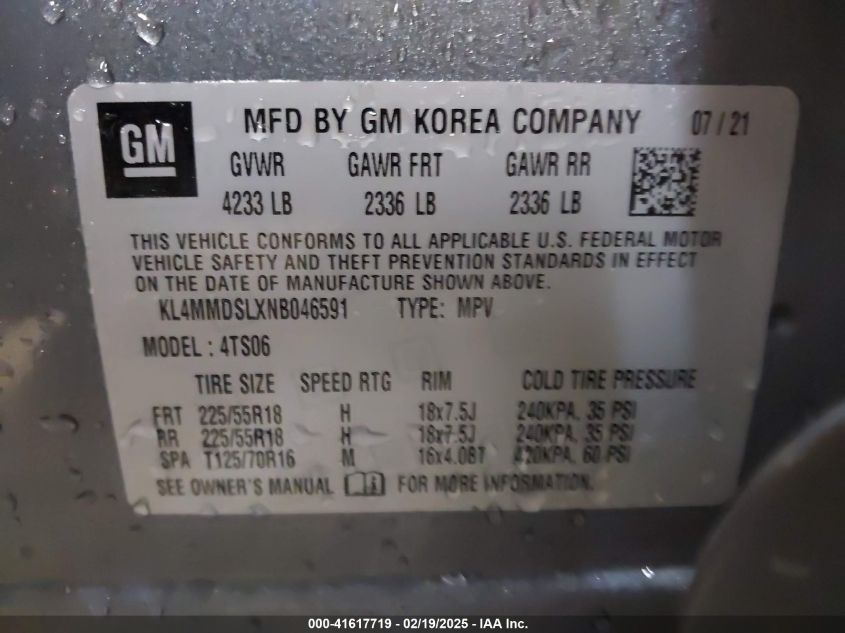 GM
MFD BY GM KOREA COMPANY 07/21
GVWR GAWR FRT GAWR RR
4233 LB 2336 LB 2336 LB
THIS VEHICLE CONFORMS TO ALL APPLICABLE U.S. FEDERAL MOTOR
VEHICLE SAFETY AND THEFT PREVENTION STANDARDS IN EFFECT
ON THE DATE OF MANUFACTURE SHOWN ABOVE.
KL4MMDSLXNB046591 TYPE: MPV
MODEL : 4TS06
TIRE SIZE SPEED RTG RIM COLD TIRE PRESSURE
FRT 225/55R18 H 18x7.5J 240KPA, 35 PSI
RR 225/55R18 H 18x7.5J 240KPA, 35 PSI
SPA T125/70R16 M 16x4.0BT 420KPA, 60 PSI
SEE OWNER'S MANUAL FOR MORE INFORMATION.
000-41617719 - 02/19/2025 - IAA Inc.